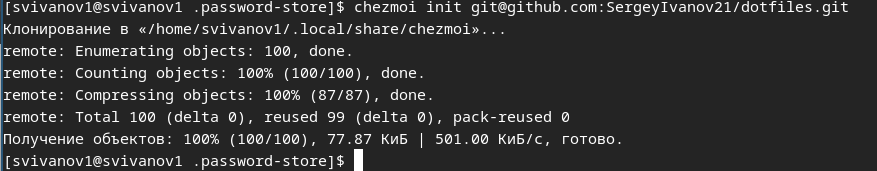 [svivanov1@svivanov1 .password-store]$ chezmoi init git@github.com:SergeyIvanov21/dotfiles.git
Клонирование в «/home/svivanov1/.local/share/chezmoi»...
remote: Enumerating objects: 100, done.
remote: Counting objects: 100% (100/100), done.
remote: Compressing objects: 100% (87/87), done.
remote: Total 100 (delta 0), reused 99 (delta 0), pack-reused 0
Получение объектов: 100% (100/100), 77.87 КиБ | 501.00 КиБ/с, готово.
[svivanov1@svivanov1 .password-store]$